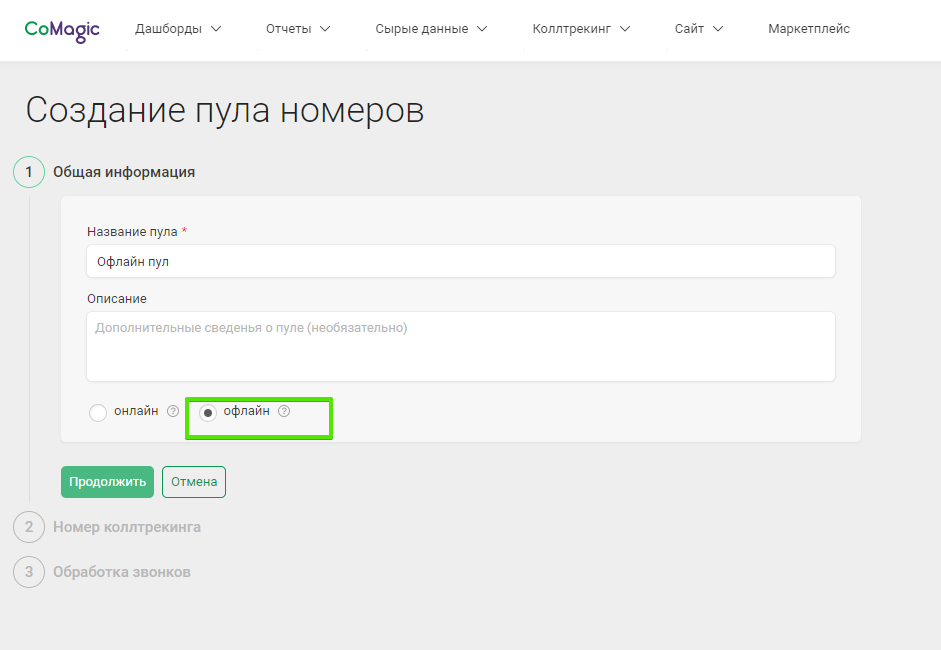 CoMagic Дашборды Отчеты Сырые данные Коллтрекинг Сайт Маркетплейс
Создание пула номеров
1 Общая информация
Название пула *
Офлайн пул
Описание
Дополнительные сведенья о пуле (необязательно)
онлайн ? офлайн ?
Продолжить Отмена
2 Номер коллтрекинга
3 Обработка звонков